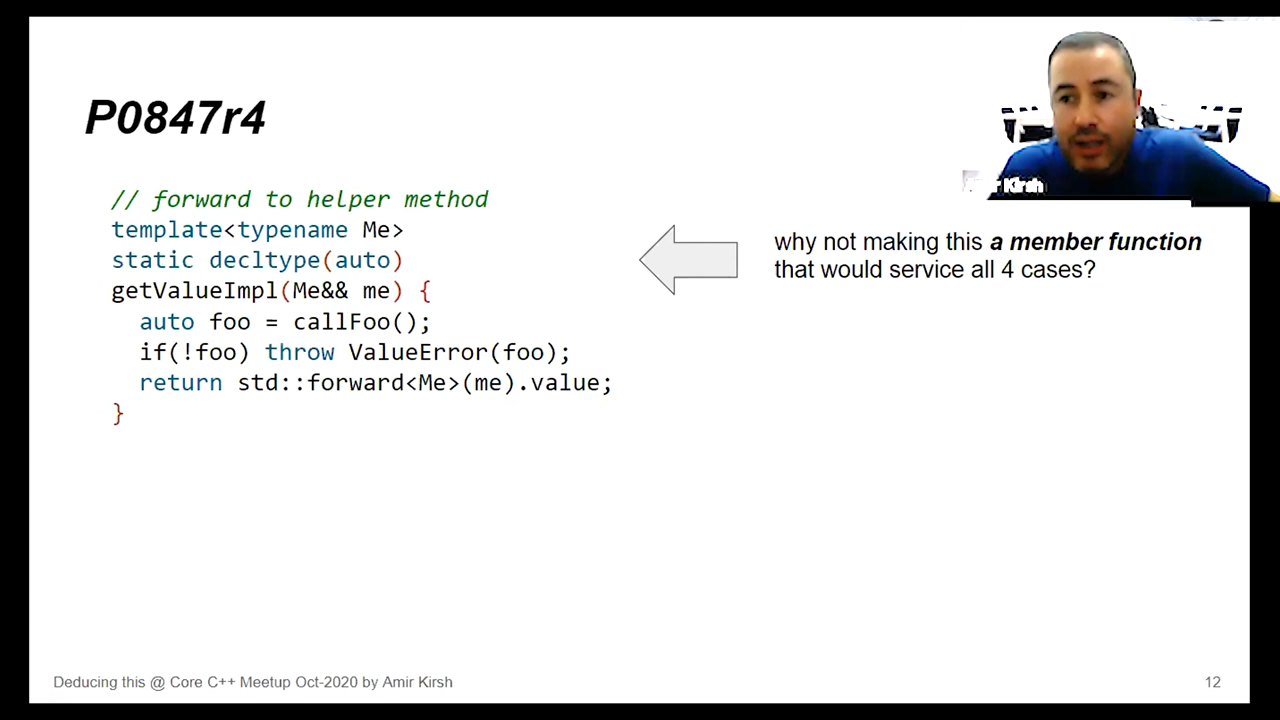 P0847r4
// forward to helper method
template<typename Me>
static decltype(auto)
getValueImpl(Me&& me) {
auto foo = callFoo();
if(!foo) throw ValueError(foo);
return std::forward<Me>(me).value;
}
why not making this a member function
that would service all 4 cases?
Kirsh
Deducing this @ Core C++ Meetup Oct-2020 by Amir Kirsh
12